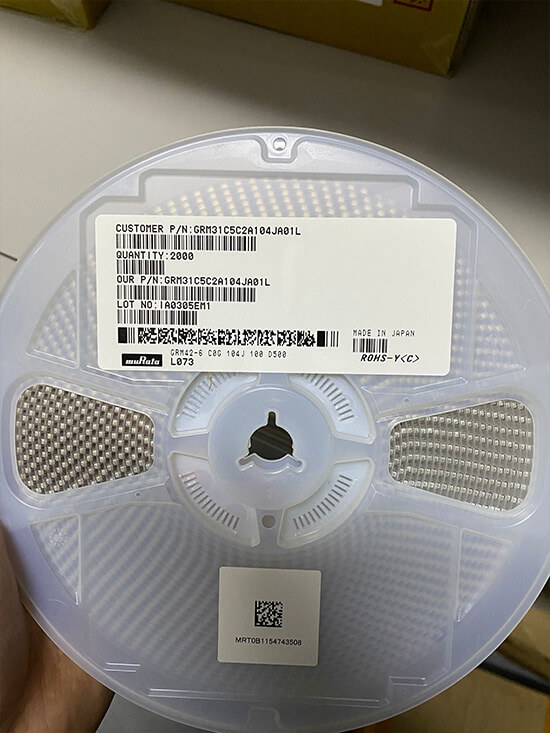 CUSTOMER P/N:GRM31C5C2A104JA01L
QUANTITY:2000
OUR P/N:GRM31C5C2A104JA01L
LOT NO:IA0305EM1
MADE IN JAPAN
muRata GRM42-6 C0G 104J 100 D500
L073
ROHS-Y<C>
MRT0B1154743508